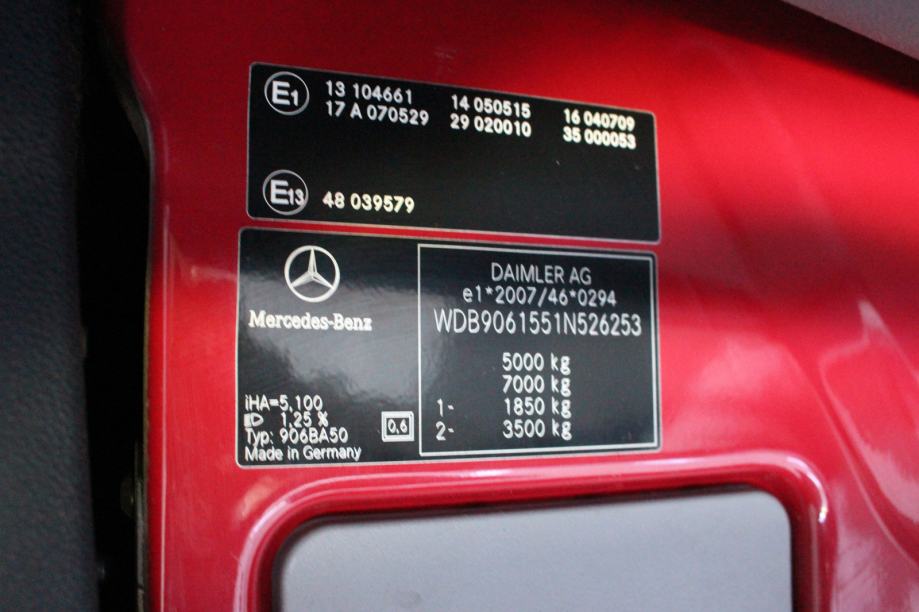 E1 13 104661 14 050515 16 040709
17 A 070529 29 020010 35 000053
E13 48 039579
Mercedes-Benz
DAIMLER AG
e1*2007/46*0294
WDB9061551N526253
5000 kg
7000 kg
1- 1850 kg
2- 3500 kg
iHA=5,100
1,25 %
Typ: 906BA50
Made in Germany
0,6